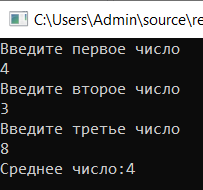 C:\Users\Admin\source\re
Введите первое число
4
Введите второе число
3
Введите третье число
8
Среднее число:4